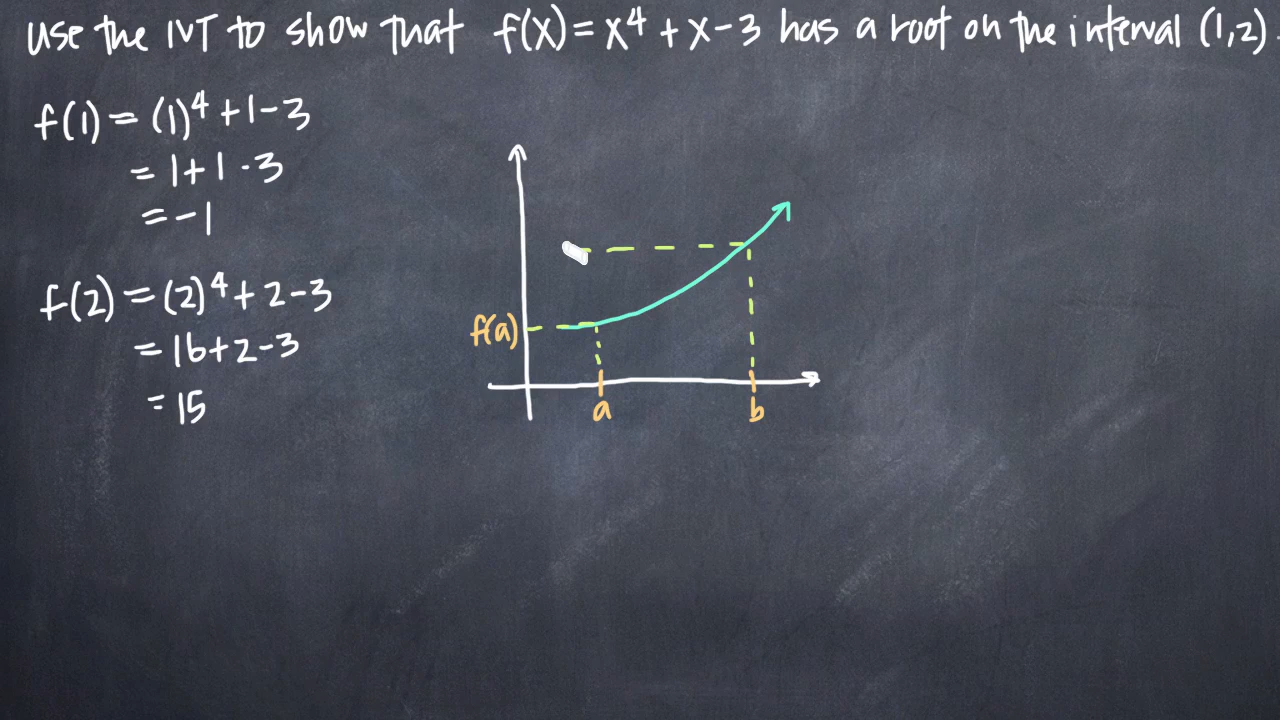 use the IVT to show that f(x) = x⁴ + x - 3 has a root on the interval (1,2).
f(1) = (1)⁴ + 1 - 3
= 1 + 1 - 3
= -1
f(2) = (2)⁴ + 2 - 3
= 16 + 2 - 3
= 15
f(a)
a b